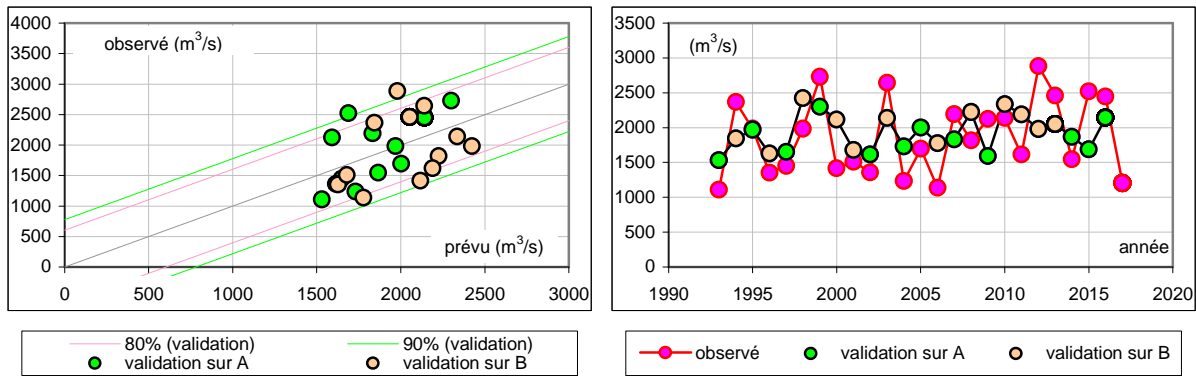 observé (m³/s)
4000
3500
3000
2500
2000
1500
1000
500
0
prévu (m³/s)
0 500 1000 1500 2000 2500 3000
80% (validation) 90% (validation)
validation sur A validation sur B
(m³/s)
3500
3000
2500
2000
1500
1000
500
0
année
1990 1995 2000 2005 2010 2015 2020
observé validation sur A validation sur B